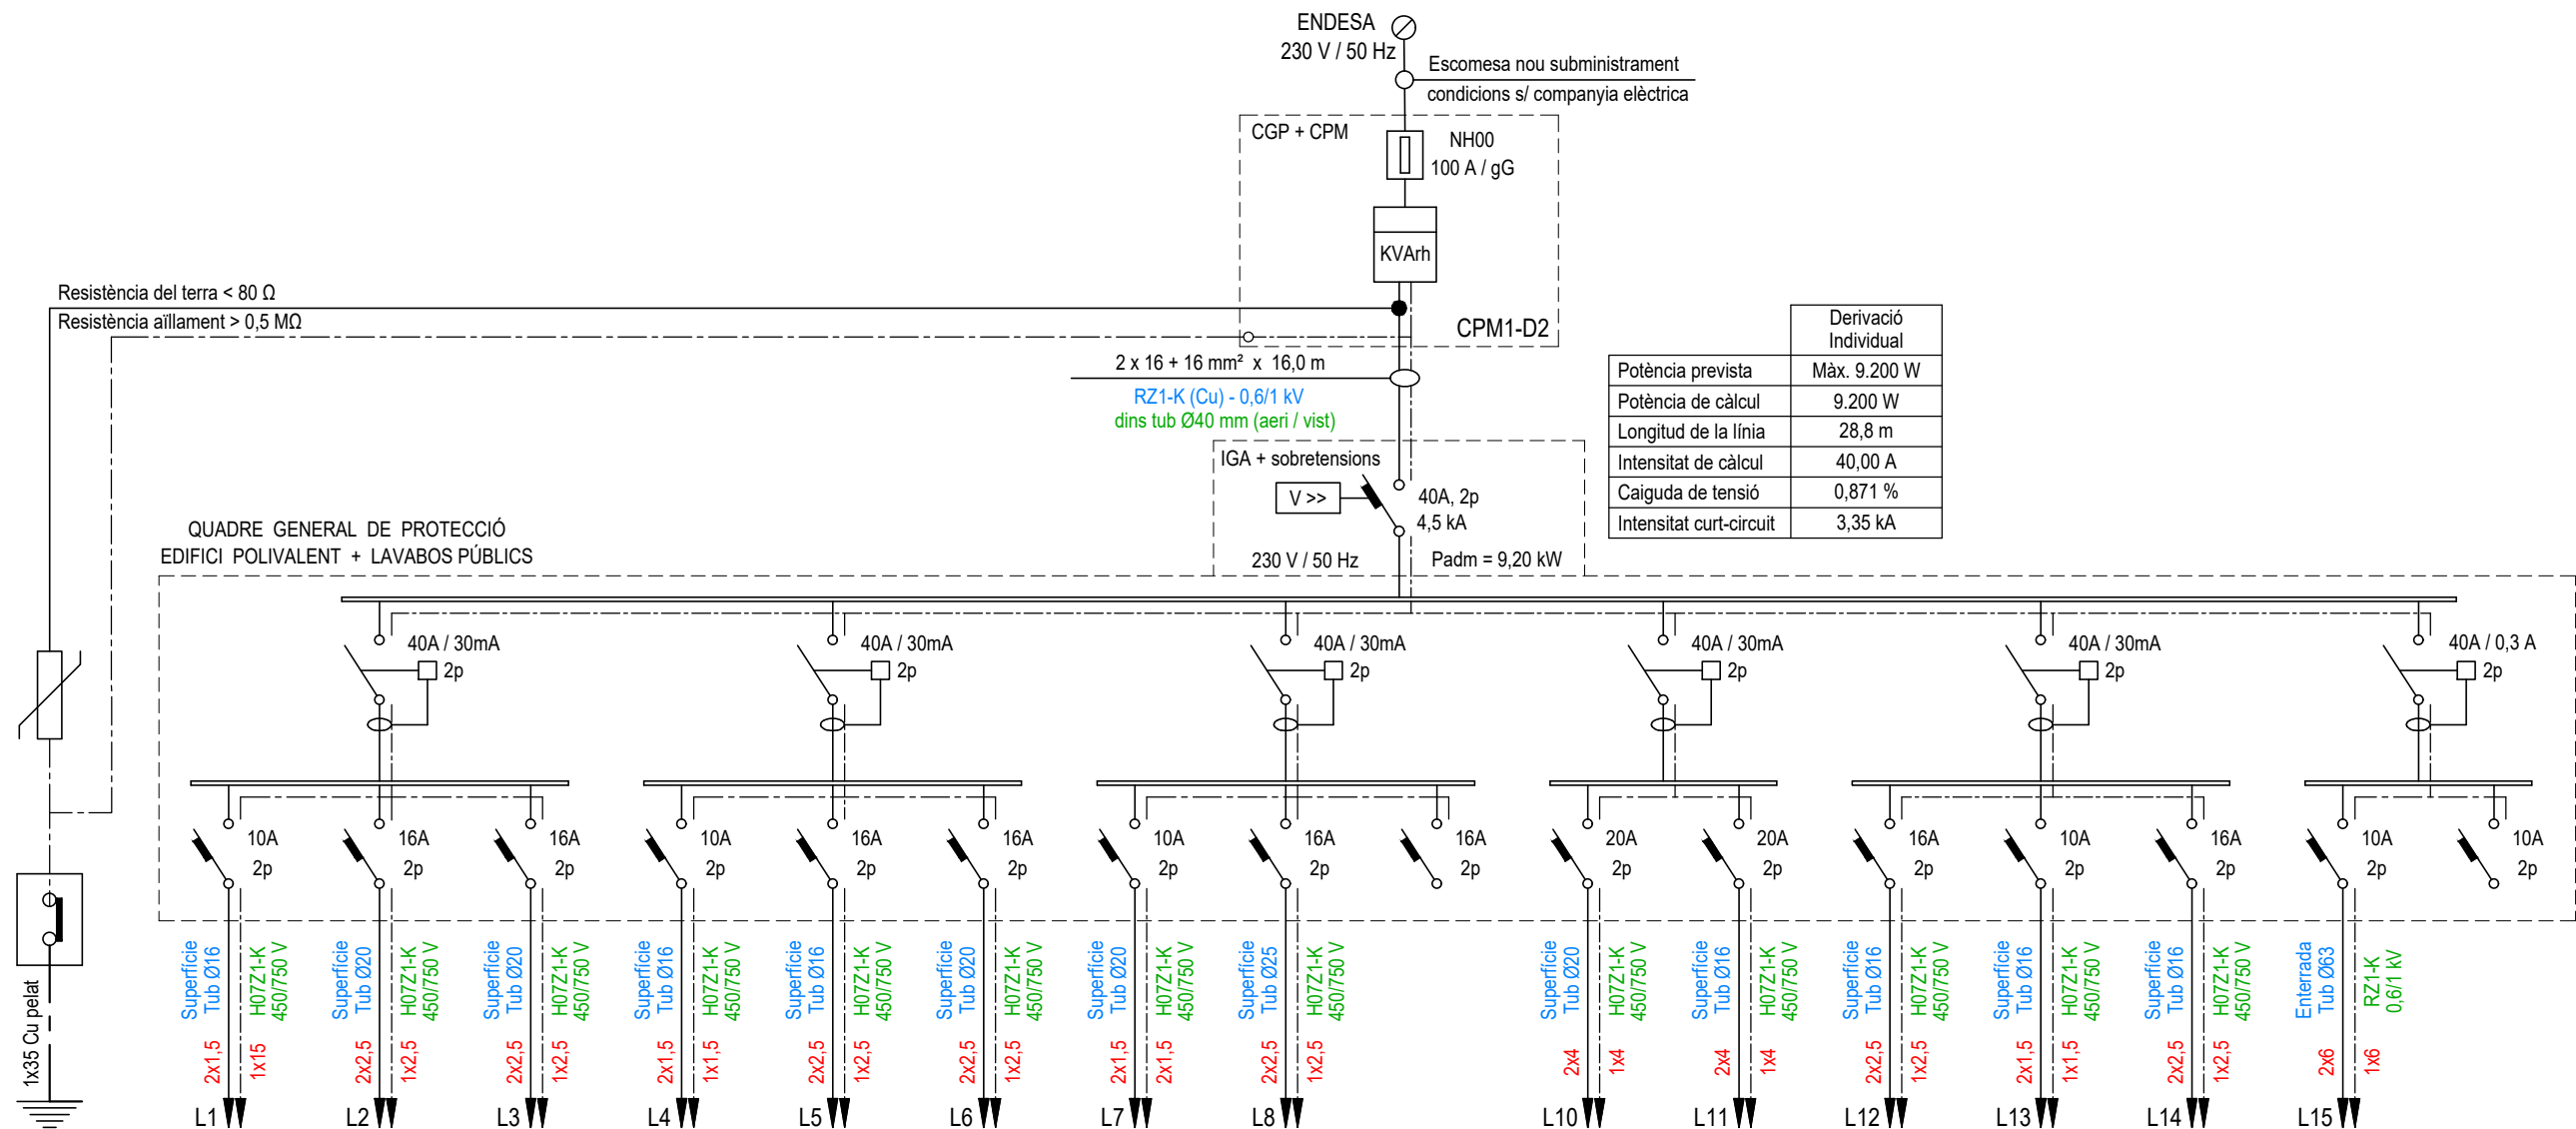 ENDESA
230 V / 50 Hz
Escomesa nou subministrament
condicions s/ companyia elèctrica
CGP + CPM
NH00
100 A / gG
KVArh
CPM1-D2
Resistència del terra < 80 Ω
Resistència aïllament > 0,5 MΩ
2 x 16 + 16 mm² x 16,0 m
RZ1-K (Cu) - 0,6/1 kV
dins tub Ø40 mm (aeri / vist)
Derivació
Individual
Potència prevista Màx. 9.200 W
Potència de càlcul 9.200 W
Longitud de la línia 28,8 m
Intensitat de càlcul 40,00 A
Caiguda de tensió 0,871 %
Intensitat curt-circuit 3,35 kA
IGA + sobretensions
V >>
40A, 2p
4,5 kA
230 V / 50 Hz
Padm = 9,20 kW
QUADRE GENERAL DE PROTECCIÓ
EDIFICI POLIVALENT + LAVABOS PÚBLICS
40A / 30mA
2p
40A / 30mA
2p
40A / 30mA
2p
40A / 30mA
2p
40A / 30mA
2p
40A / 0,3 A
2p
10A
2p
16A
2p
16A
2p
10A
2p
16A
2p
16A
2p
10A
2p
16A
2p
16A
2p
20A
2p
20A
2p
16A
2p
10A
2p
16A
2p
10A
2p
10A
2p
1x35 Cu pelat
Superfície
Tub Ø16
H07Z1-K
450/750 V
2x1,5
1x15
L1
Superfície
Tub Ø20
H07Z1-K
450/750 V
2x2,5
1x2,5
L2
Superfície
Tub Ø20
H07Z1-K
450/750 V
2x2,5
1x2,5
L3
Superfície
Tub Ø16
H07Z1-K
450/750 V
2x1,5
1x1,5
L4
Superfície
Tub Ø16
H07Z1-K
450/750 V
2x2,5
1x2,5
L5
Superfície
Tub Ø20
H07Z1-K
450/750 V
2x2,5
1x2,5
L6
Superfície
Tub Ø20
H07Z1-K
450/750 V
2x1,5
2x1,5
L7
Superfície
Tub Ø25
H07Z1-K
450/750 V
2x2,5
1x2,5
L8
Superfície
Tub Ø20
H07Z1-K
450/750 V
2x4
1x4
L10
Superfície
Tub Ø16
H07Z1-K
450/750 V
2x4
1x4
L11
Superfície
Tub Ø16
H07Z1-K
450/750 V
2x2,5
1x2,5
L12
Superfície
Tub Ø16
H07Z1-K
450/750 V
2x1,5
1x1,5
L13
Superfície
Tub Ø16
H07Z1-K
450/750 V
2x2,5
1x2,5
L14
Enterrada
Tub Ø63
RZ1-K
0,6/1 kV
2x6
1x6
L15